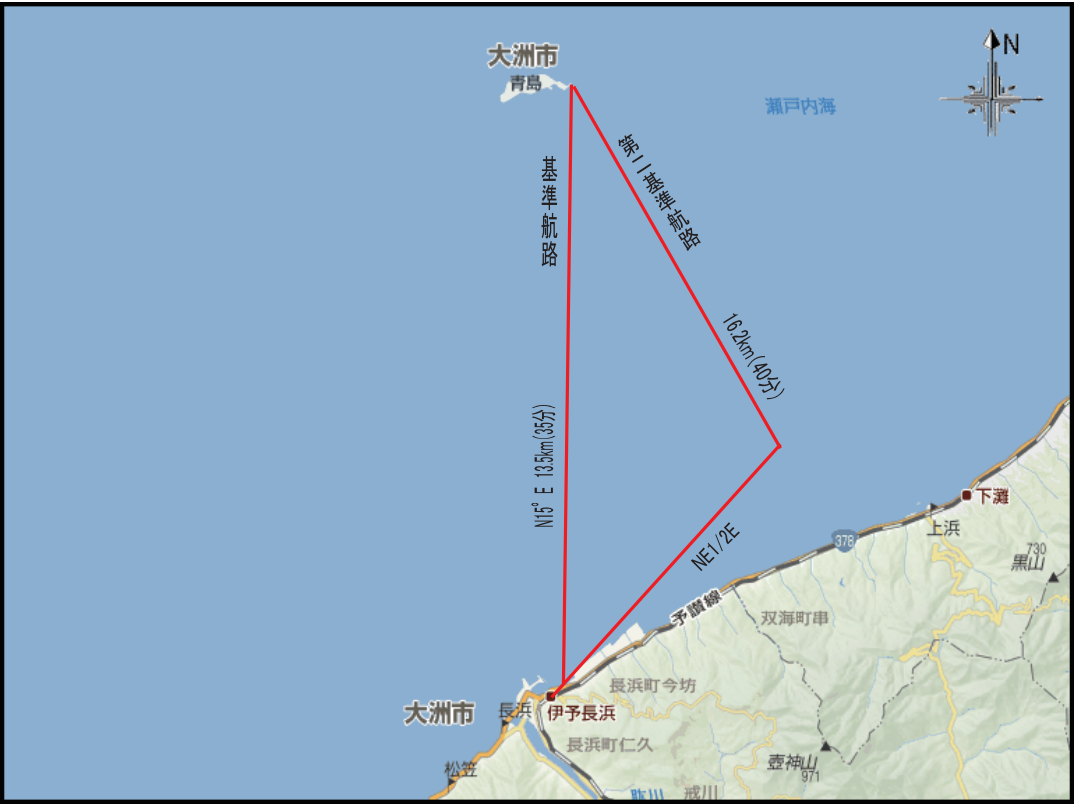 大洲市
青島
N
瀬戸内海
基準航路
第二基準航路
16.2km(40分)
N15° E 13.5km(35分)
NE1/2E
下灘
上浜
378
730
黒山
予讃線
双海町串
長浜町今坊
大洲市
長浜
伊予長浜
長浜町仁久
壺神山
971
松笠
肱川
戒川